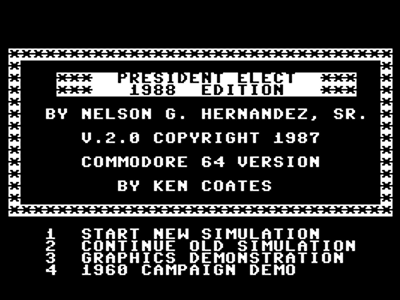 *** PRESIDENT ELECT ***
*** 1988 EDITION ***
BY NELSON G. HERNANDEZ, SR.
V.2.0 COPYRIGHT 1987
COMMODORE 64 VERSION
BY KEN COATES
1 START NEW SIMULATION
2 CONTINUE OLD SIMULATION
3 GRAPHICS DEMONSTRATION
4 1960 CAMPAIGN DEMO